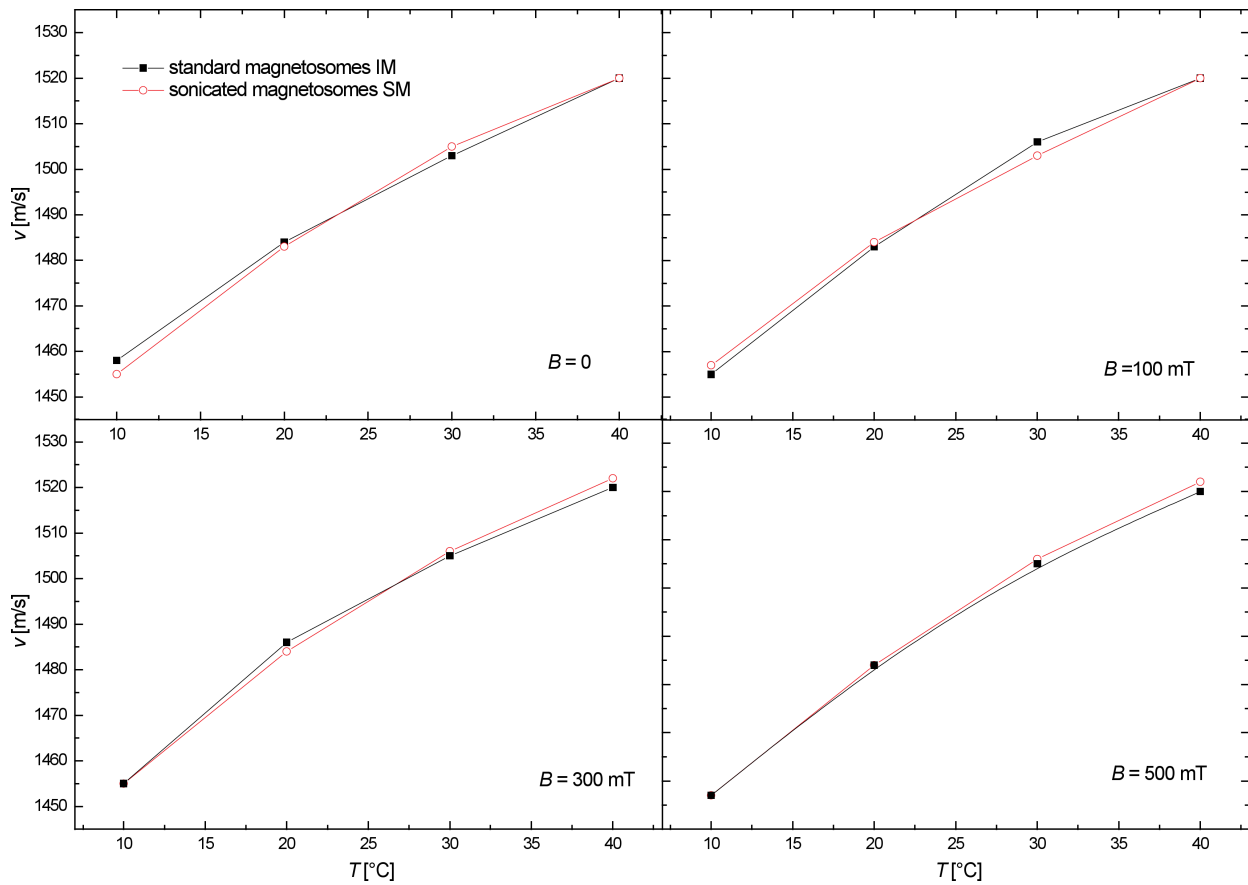 1530
1520
1510
1500
1490
1480
1470
1460
1450
v [m/s]
standard magnetosomes IM
sonicated magnetosomes SM
B = 0
10 15 20 25 30 35 40
B =100 mT
10 15 20 25 30 35 40
1530
1520
1510
1500
1490
1480
1470
1460
1450
v [m/s]
B = 300 mT
10 15 20 25 30 35 40
T [°C]
B = 500 mT
10 15 20 25 30 35 40
T [°C]